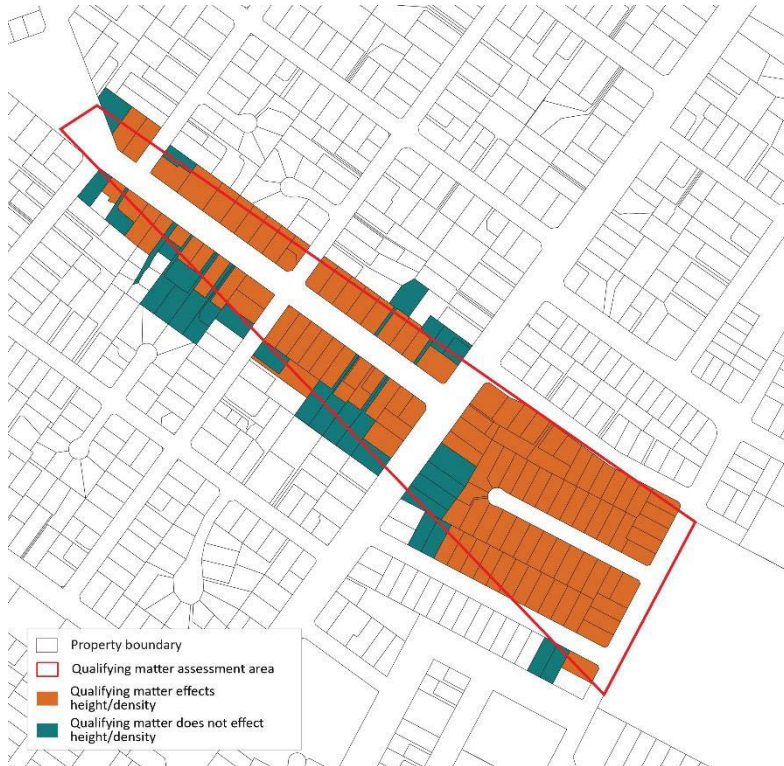 Property boundary
Qualifying matter assessment area
Qualifying matter effects
height/density
Qualifying matter does not effect
height/density